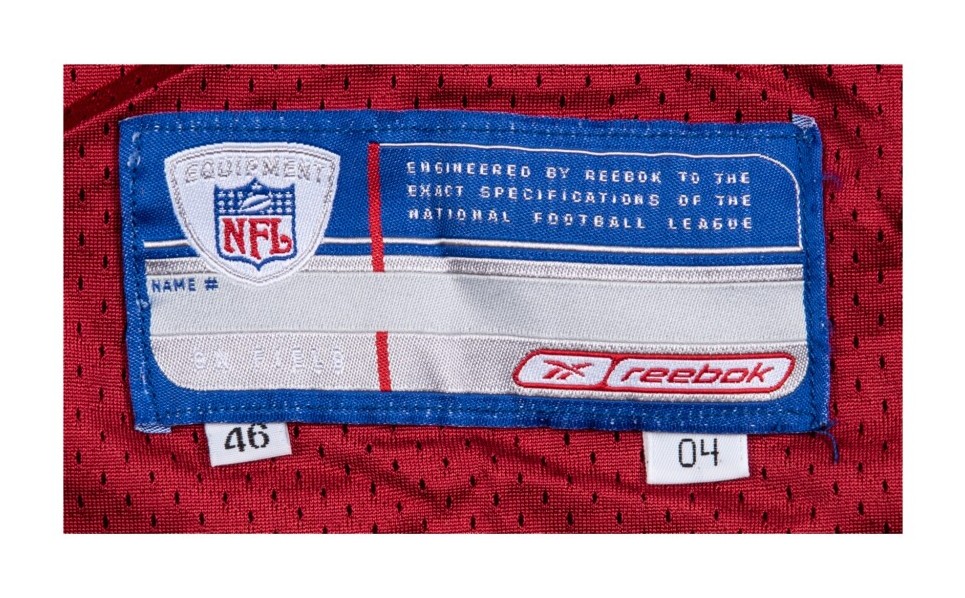 EQUIPMENT
NFL
ENGINEERED BY REEBOK TO THE
EXACT SPECIFICATIONS OF THE
NATIONAL FOOTBALL LEAGUE
NAME #
ON FIELD
reebok
46
04